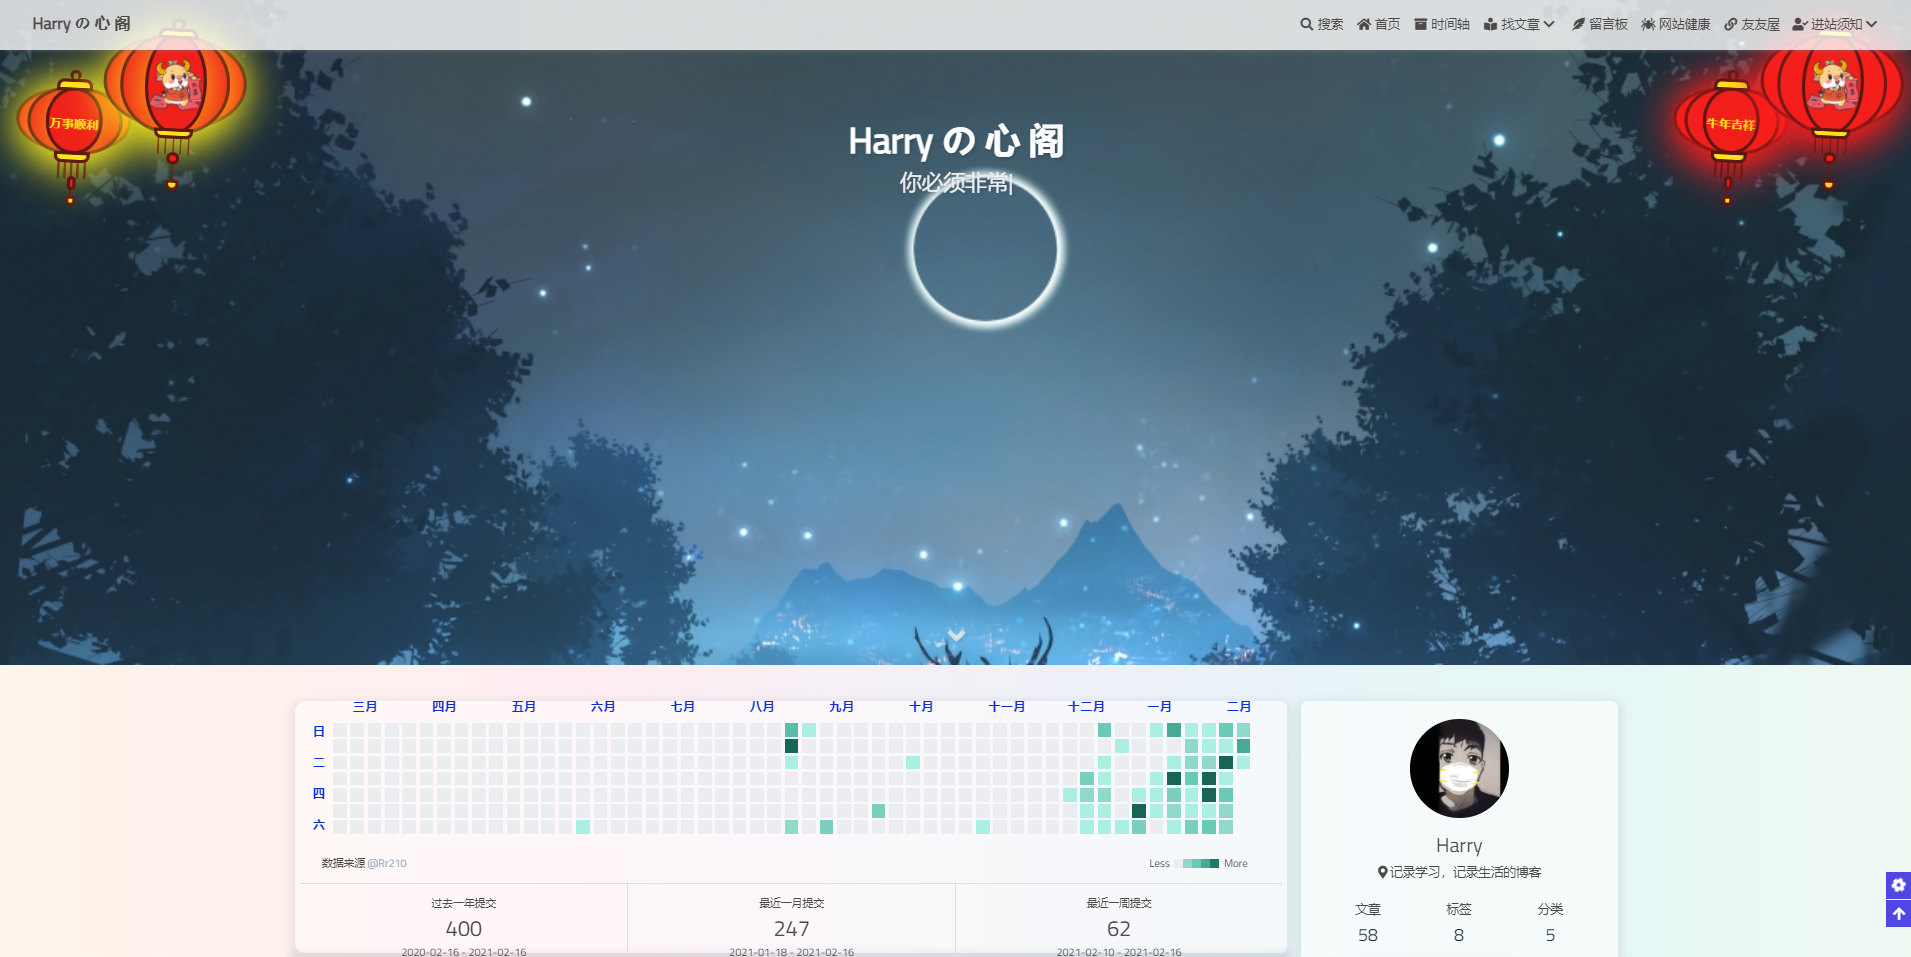 Harry の 心 阁
搜索 首页 时间轴 找文章 留言板 网站健康 友友屋 进站须知
万事顺利
牛年吉祥
Harry の 心 阁
你必须非常|
三月 四月 五月 六月 七月 八月 九月 十月 十一月 十二月 一月 二月
日
二
四
六
数据来源 @Rr210
Less More
过去一年提交
400
2020-02-16 - 2021-02-16
最近一月提交
247
2021-01-18 - 2021-02-16
最近一周提交
62
2021-02-10 - 2021-02-16
Harry
记录学习，记录生活的博客
文章 标签 分类
58 8 5